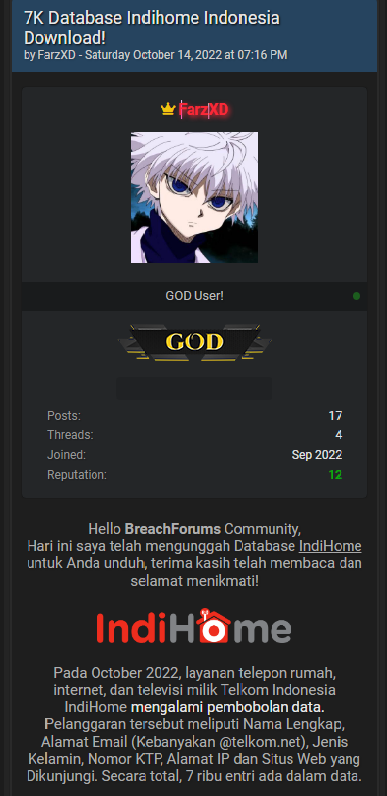 7K Database Indihome Indonesia
Download!
by FarzXD - Saturday October 14, 2022 at 07:16 PM
FarzXD
GOD User!
GOD
Posts: 17
Threads: 4
Joined: Sep 2022
Reputation: 12
Hello BreachForums Community,
Hari ini saya telah mengunggah Database IndiHome
untuk Anda unduh, terima kasih telah membaca dan
selamat menikmati!
IndiHome
Pada October 2022, layanan telepon rumah,
internet, dan televisi milik Telkom Indonesia
IndiHome mengalami pembobolan data.
Pelanggaran tersebut meliputi Nama Lengkap,
Alamat Email (Kebanyakan @telkom.net), Jenis
Kelamin, Nomor KTP, Alamat IP dan Situs Web yang
Dikunjungi. Secara total, 7 ribu entri ada dalam data.